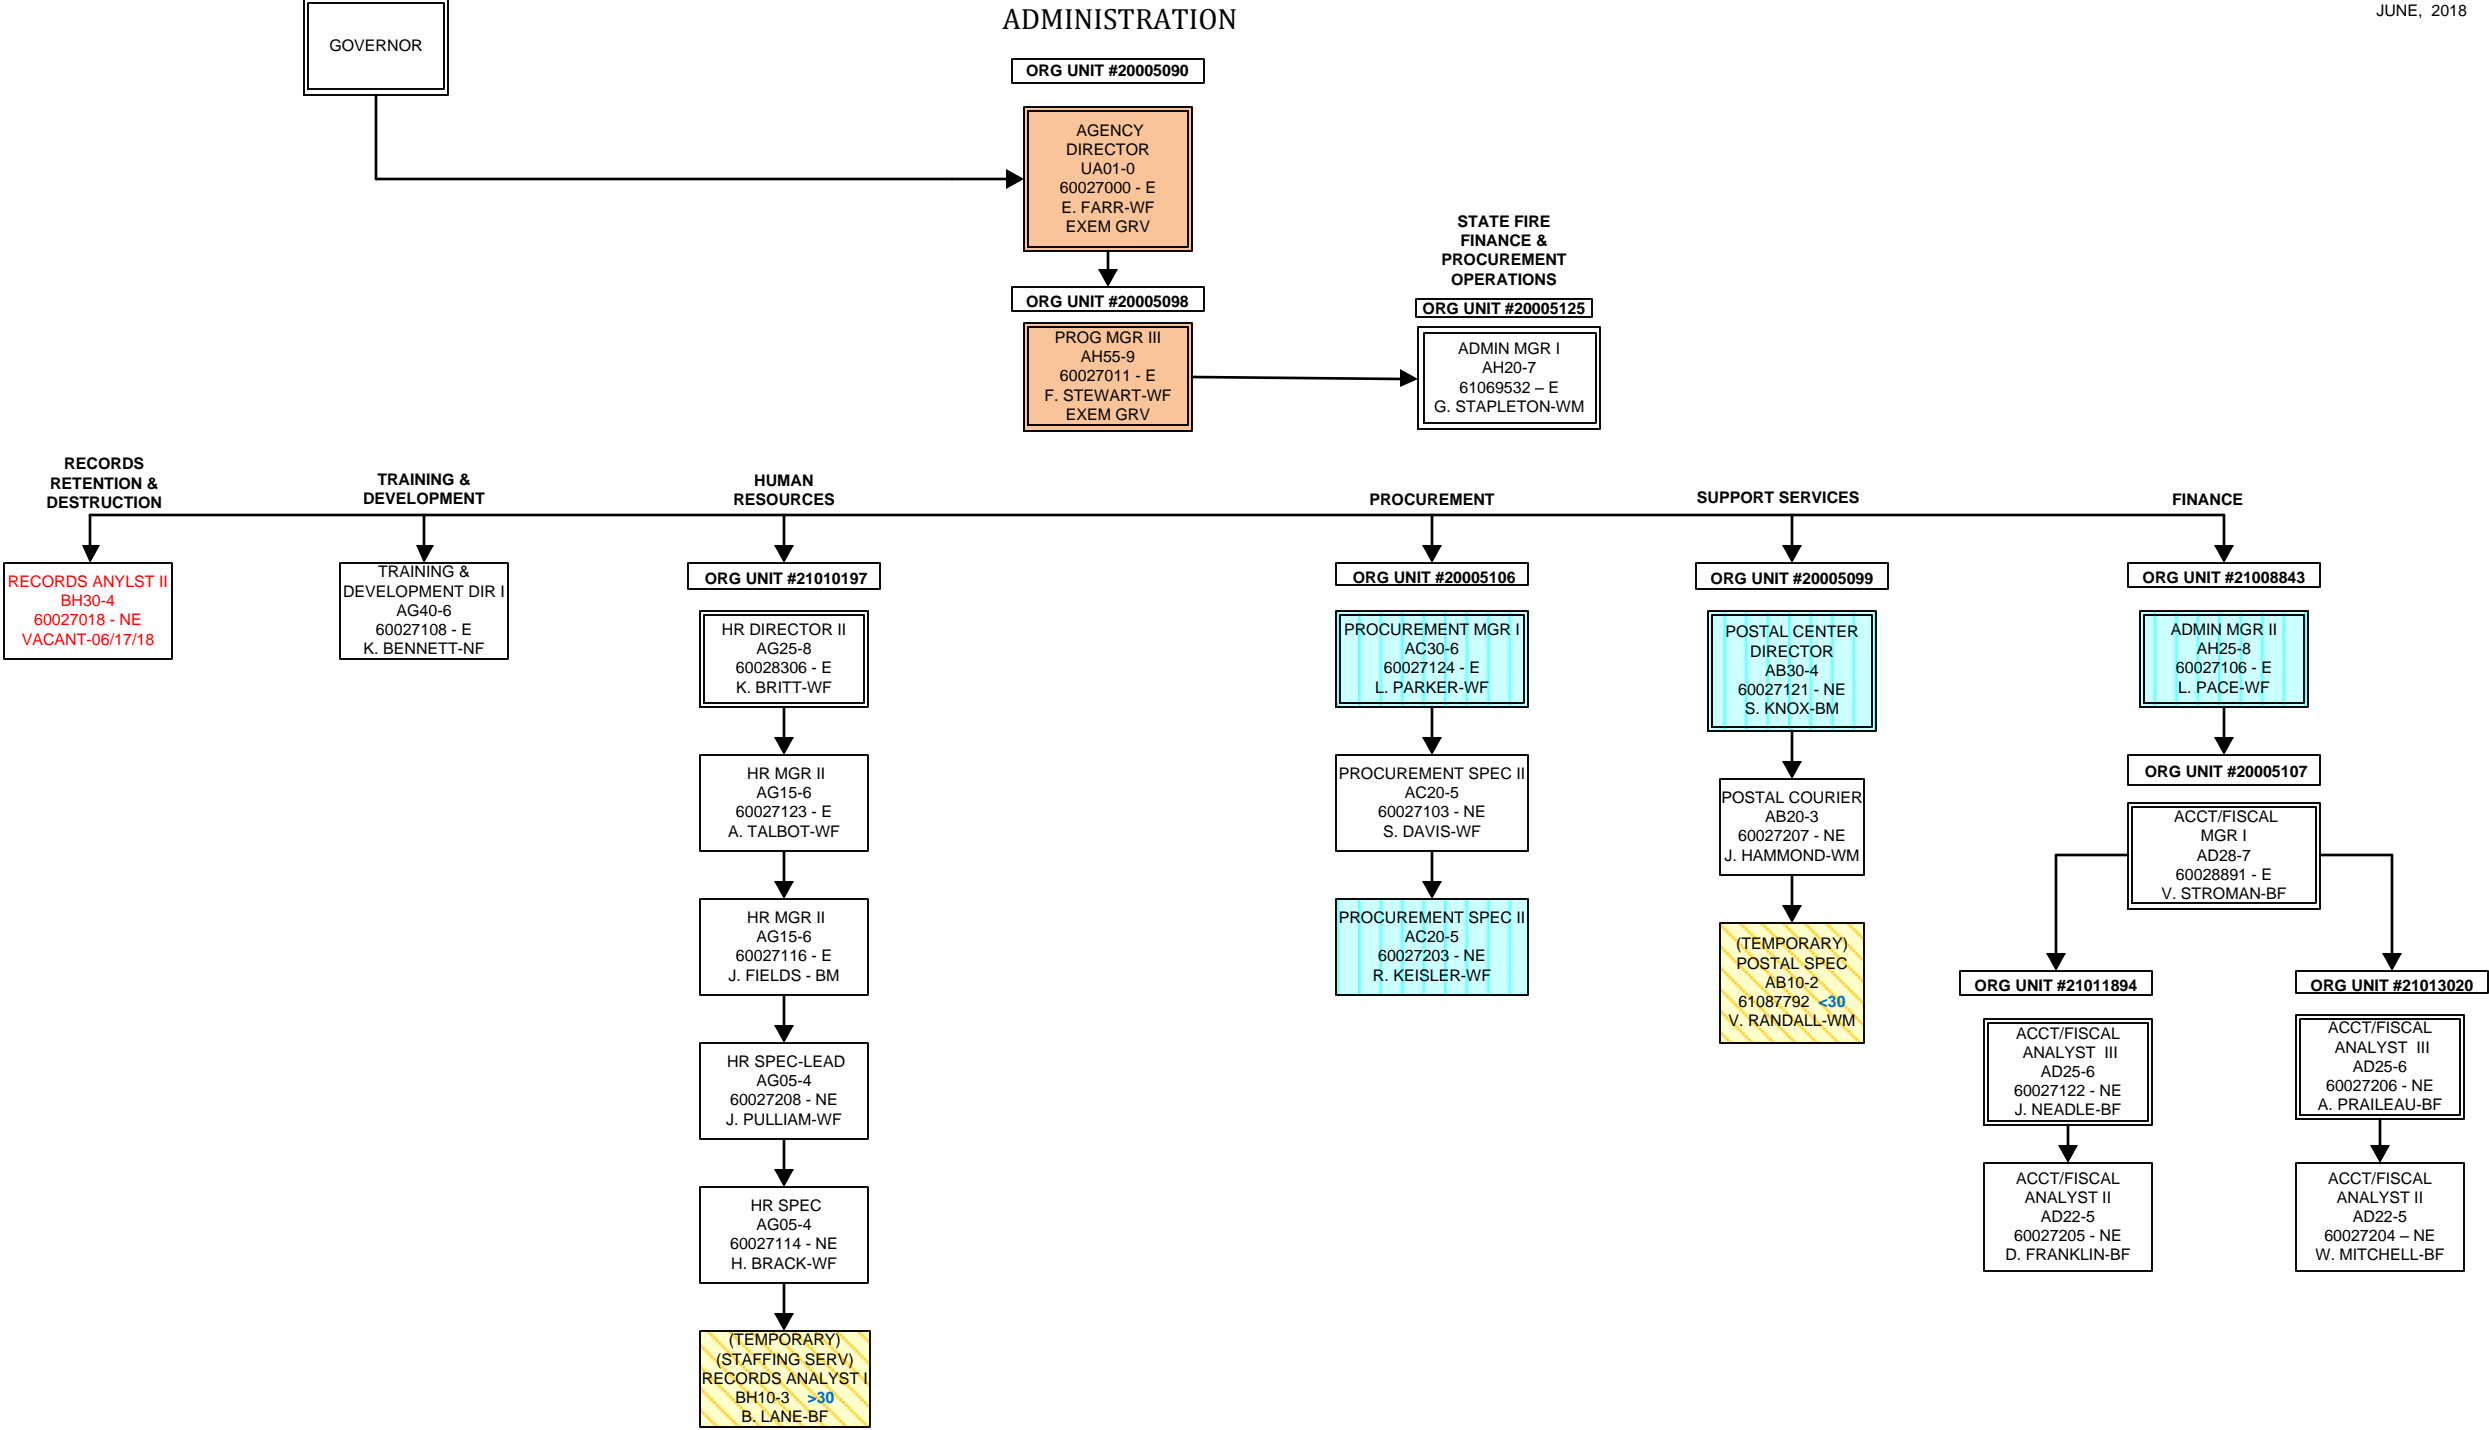 ADMINISTRATION
JUNE, 2018
GOVERNOR
ORG UNIT #20005090
AGENCY
DIRECTOR
UA01-0
60027000 - E
E. FARR-WF
EXEM GRV
ORG UNIT #20005098
PROG MGR III
AH55-9
60027011 - E
F. STEWART-WF
EXEM GRV
STATE FIRE
FINANCE &
PROCUREMENT
OPERATIONS
ORG UNIT #20005125
ADMIN MGR I
AH20-7
61069532 – E
G. STAPLETON-WM
RECORDS
RETENTION &
DESTRUCTION
RECORDS ANYLST II
BH30-4
60027018 - NE
VACANT-06/17/18
TRAINING &
DEVELOPMENT
TRAINING &
DEVELOPMENT DIR I
AG40-6
60027108 - E
K. BENNETT-NF
HUMAN
RESOURCES
ORG UNIT #21010197
HR DIRECTOR II
AG25-8
60028306 - E
K. BRITT-WF
HR MGR II
AG15-6
60027123 - E
A. TALBOT-WF
HR MGR II
AG15-6
60027116 - E
J. FIELDS - BM
HR SPEC-LEAD
AG05-4
60027208 - NE
J. PULLIAM-WF
HR SPEC
AG05-4
60027114 - NE
H. BRACK-WF
(TEMPORARY)
(STAFFING SERV)
RECORDS ANALYST I
BH10-3 >30
B. LANE-BF
PROCUREMENT
ORG UNIT #20005106
PROCUREMENT MGR I
AC30-6
60027124 - E
L. PARKER-WF
PROCUREMENT SPEC II
AC20-5
60027103 - NE
S. DAVIS-WF
PROCUREMENT SPEC II
AC20-5
60027203 - NE
R. KEISLER-WF
SUPPORT SERVICES
ORG UNIT #20005099
POSTAL CENTER
DIRECTOR
AB30-4
60027121 - NE
S. KNOX-BM
POSTAL COURIER
AB20-3
60027207 - NE
J. HAMMOND-WM
(TEMPORARY)
POSTAL SPEC
AB10-2
61087792 <30
V. RANDALL-WM
FINANCE
ORG UNIT #21008843
ADMIN MGR II
AH25-8
60027106 - E
L. PACE-WF
ORG UNIT #20005107
ACCT/FISCAL
MGR I
AD28-7
60028891 - E
V. STROMAN-BF
ORG UNIT #21011894
ACCT/FISCAL
ANALYST III
AD25-6
60027122 - NE
J. NEADLE-BF
ACCT/FISCAL
ANALYST II
AD22-5
60027205 - NE
D. FRANKLIN-BF
ORG UNIT #21013020
ACCT/FISCAL
ANALYST III
AD25-6
60027206 - NE
A. PRAILEAU-BF
ACCT/FISCAL
ANALYST II
AD22-5
60027204 – NE
W. MITCHELL-BF